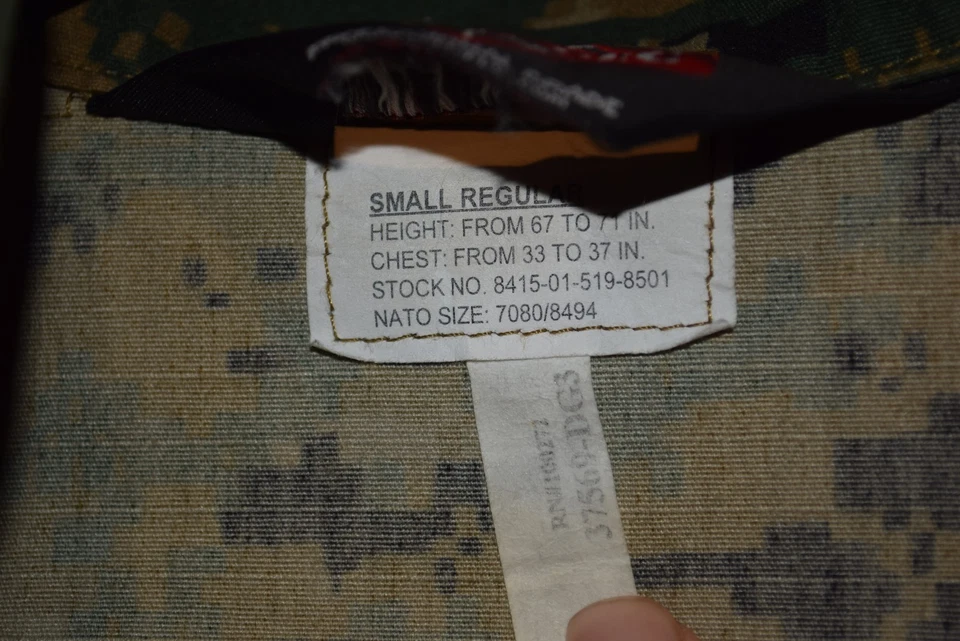 SMALL REGULAR
HEIGHT: FROM 67 TO 71 IN.
CHEST: FROM 33 TO 37 IN.
STOCK NO. 8415-01-519-8501
NATO SIZE: 7080/8494
37569-DG3